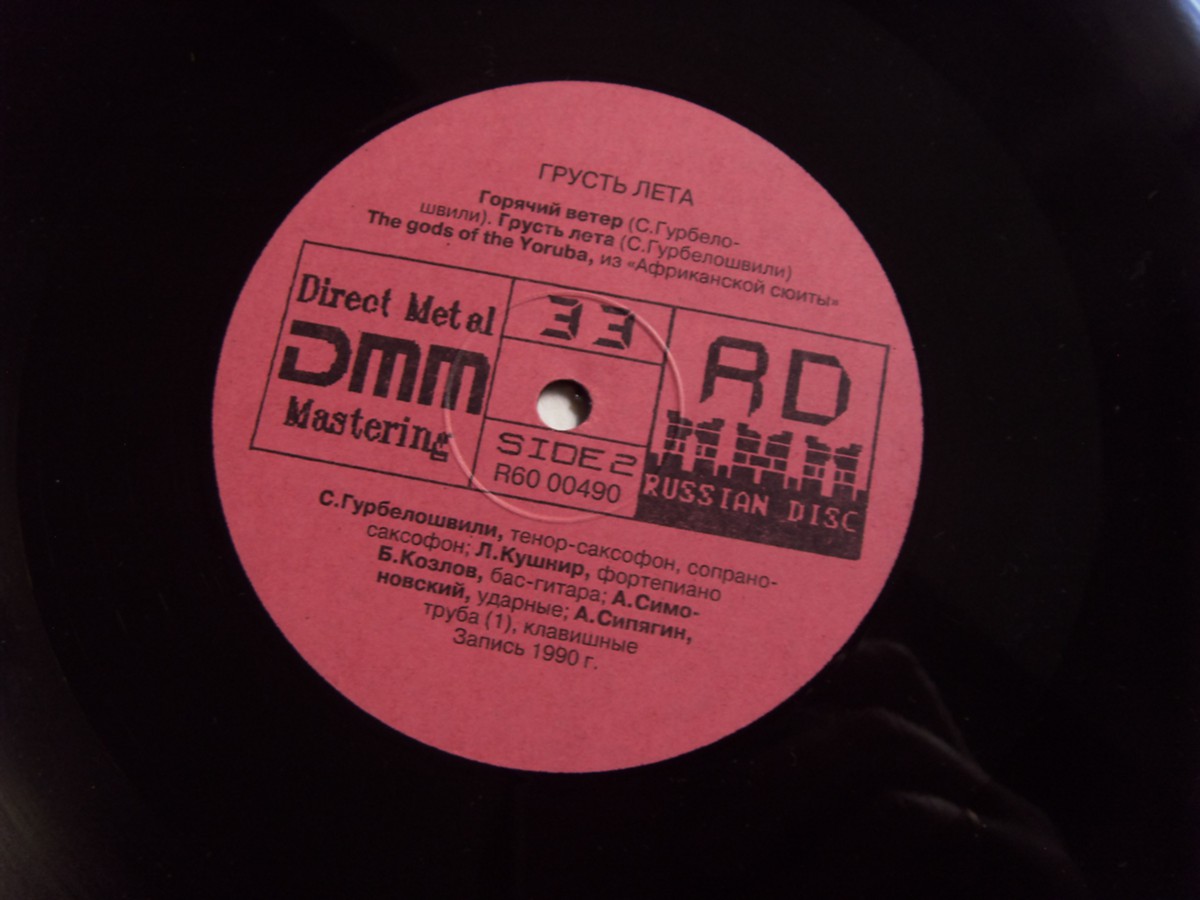 ГРУСТЬ ЛЕТА
Горячий ветер (С.Гурбело-
швили). Грусть лета (С.Гурбелошвили)
The gods of the Yoruba, из «Африканской сюиты»
Direct Metal
DMM
Mastering
33
SIDE 2
R60 00490
RD
RUSSIAN DISC
С.Гурбелошвили, тенор-саксофон, сопрано-
саксофон; Л.Кушнир, фортепиано
Б.Козлов, бас-гитара; А.Симо-
новский, ударные; А.Сипягин,
труба (1), клавишные
Запись 1990 г.